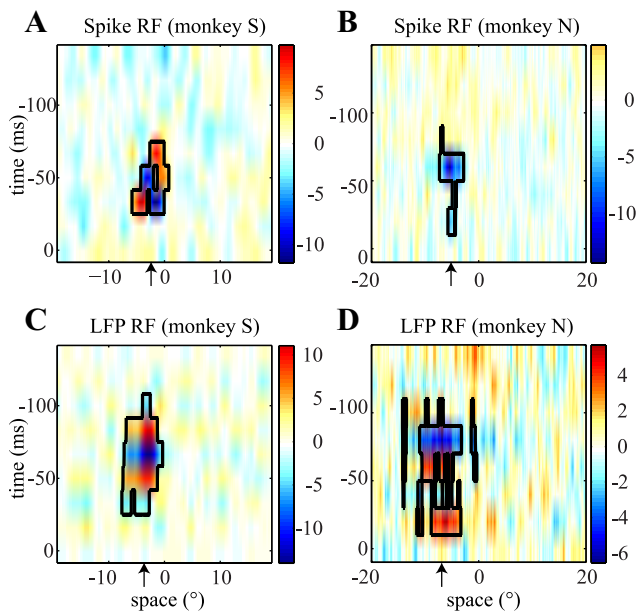 A Spike RF (monkey S)
B Spike RF (monkey N)
time (ms)
-100
-50
0
−10 0 10
5
0
-5
-10
-100
-50
0
-20 0 20
0
-5
-10
C LFP RF (monkey S)
D LFP RF (monkey N)
time (ms)
-100
-50
0
−10 0 10
space (°)
10
5
0
-5
-10
-100
-50
0
-20 0 20
space (°)
4
2
0
-2
-4
-6